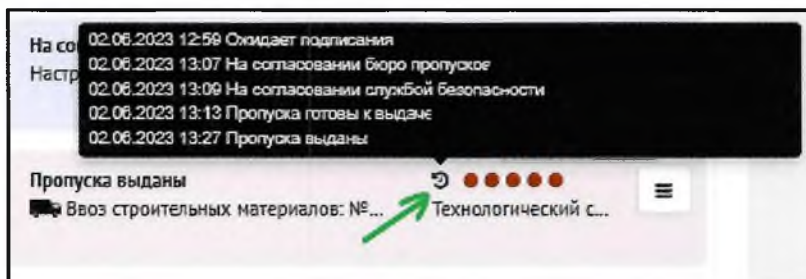 На со
Настр
02.06.2023 12:59 Ожидает подписания
02.06.2023 13:07 На согласовании бюро пропусков
02.06.2023 13:09 На согласовании службой безопасности
02.06.2023 13:13 Пропуска готовы к выдаче
02.06.2023 13:27 Пропуска выданы
Пропуска выданы
Ввоз строительных материалов: №... Технологический с...